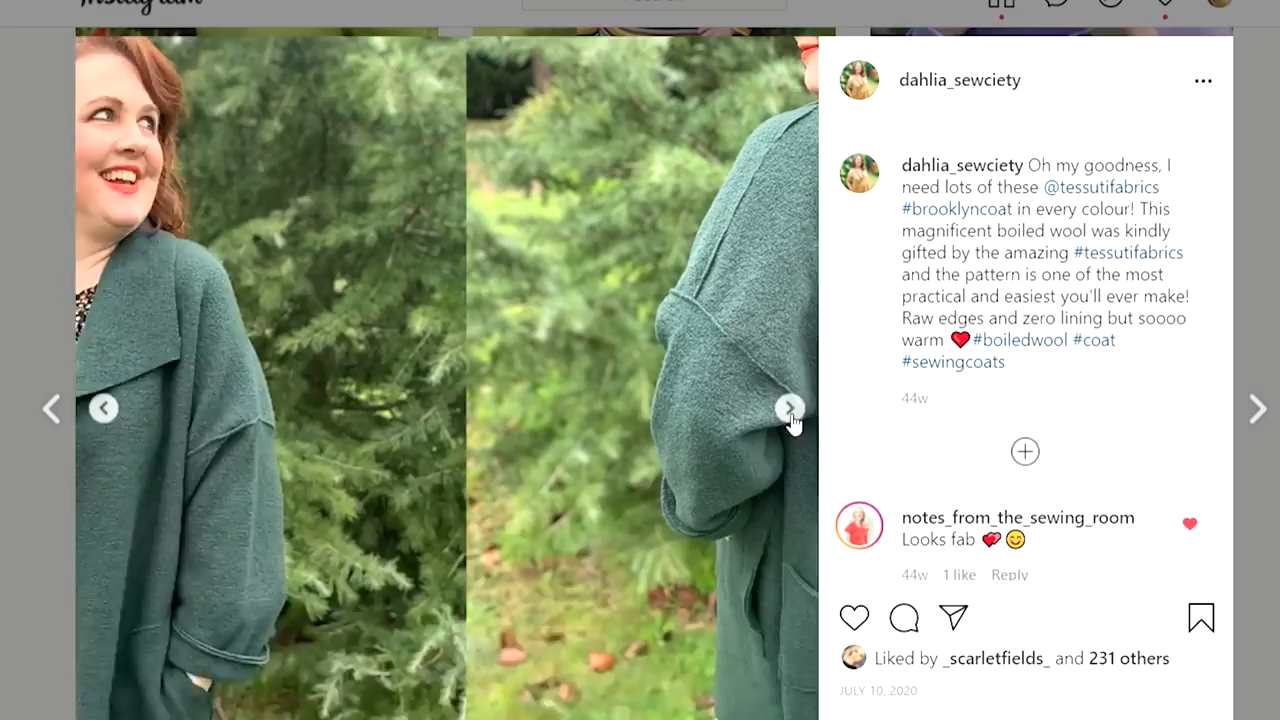 dahlia_sewciety
dahlia_sewciety Oh my goodness, I
need lots of these @tessutifabrics
#brooklyncoat in every colour! This
magnificent boiled wool was kindly
gifted by the amazing #tessutifabrics
and the pattern is one of the most
practical and easiest you'll ever make!
Raw edges and zero lining but soooo
warm ❤️#boiledwool #coat
#sewingcoats
44w
notes_from_the_sewing_room
Looks fab 💕😊
44w 1 like Reply
Liked by _scarletfields_ and 231 others
JULY 10, 2020